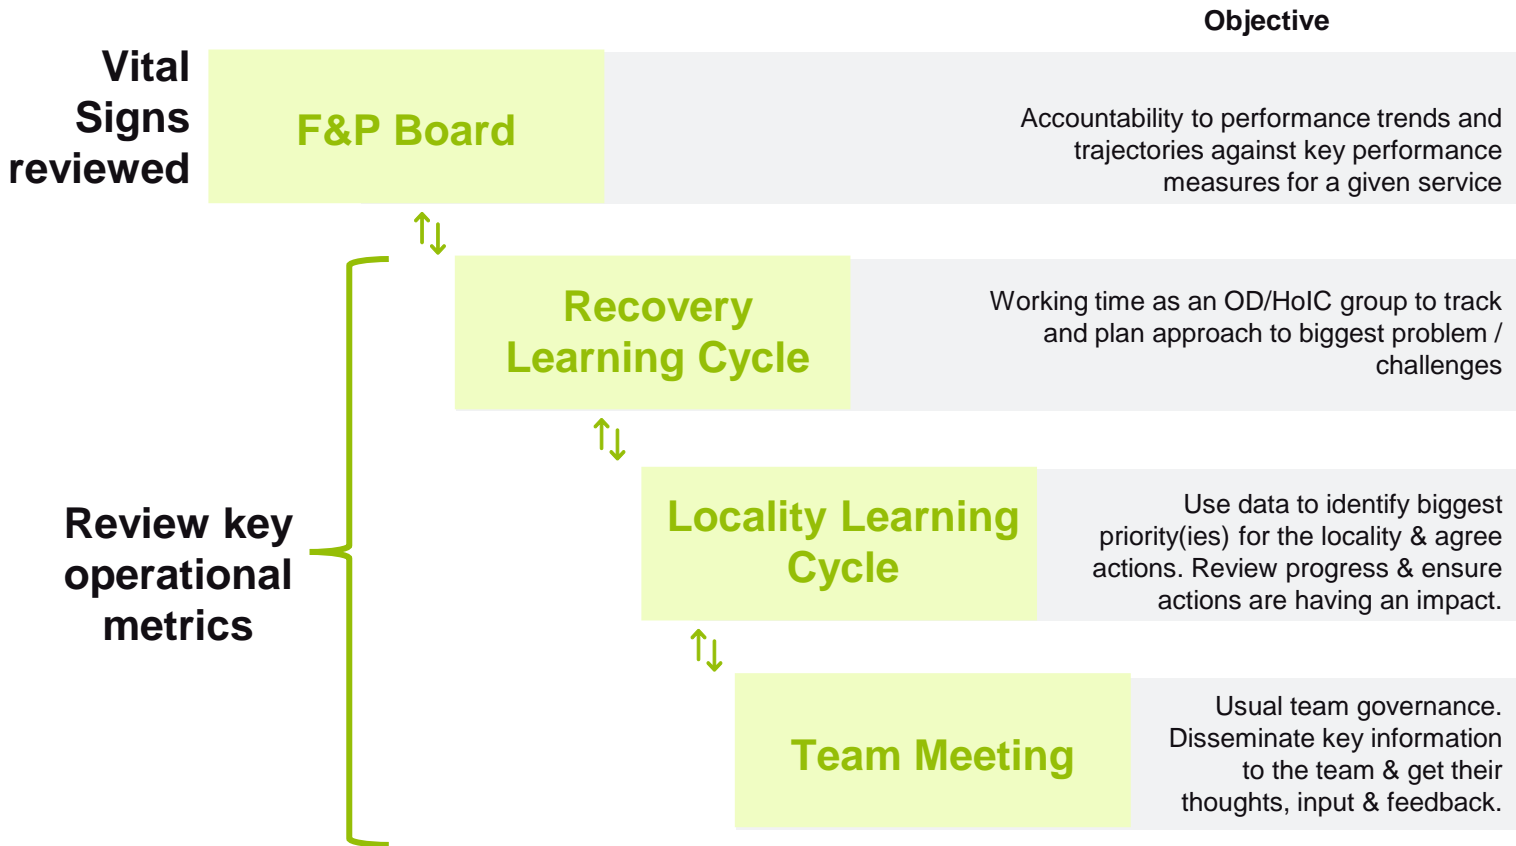 Objective
Vital
Signs
reviewed
F&P Board
Accountability to performance trends and
trajectories against key performance
measures for a given service
Recovery
Learning Cycle
Working time as an OD/HoIC group to track
and plan approach to biggest problem /
challenges
Review key
operational
metrics
Locality Learning
Cycle
Use data to identify biggest
priority(ies) for the locality & agree
actions. Review progress & ensure
actions are having an impact.
Team Meeting
Usual team governance.
Disseminate key information
to the team & get their
thoughts, input & feedback.